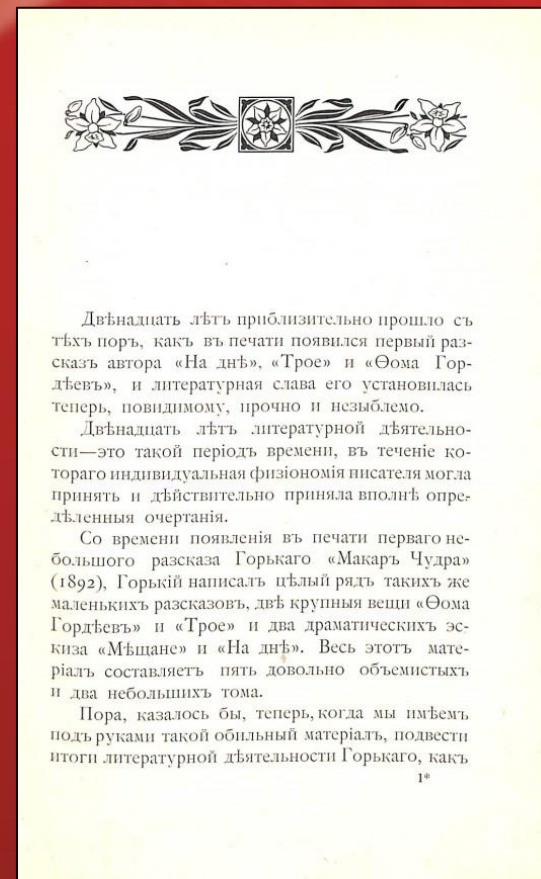 Двѣнадцать лѣтъ приблизительно прошло съ
тѣхъ поръ, какъ въ печати появился первый раз-
сказъ автора «На днѣ», «Трое» и «Ѳома Гор-
дѣевъ», и литературная слава его установилась
теперь, повидимому, прочно и незыблемо.
Двѣнадцать лѣтъ литературной дѣятельно-
сти—это такой періодъ времени, въ теченіе ко-
тораго индивидуальная физіономія писателя могла
принять и дѣйствительно приняла вполнѣ опре-
дѣленныя очертанія.
Со времени появленія въ печати перваго не-
большого разсказа Горькаго «Макаръ Чудра»
(1892), Горькій написалъ цѣлый рядъ такихъ же
маленькихъ разсказовъ, двѣ крупныя вещи «Ѳома
Гордѣевъ» и «Трое» и два драматическихъ эс-
киза «Мѣщане» и «На днѣ». Весь этотъ мате-
ріалъ составляетъ пять довольно объемистыхъ
и два небольшихъ тома.
Пора, казалось бы, теперь, когда мы имѣемъ
подъ руками такой обильный матеріалъ, подвести
итоги литературной дѣятельности Горькаго, какъ
1*